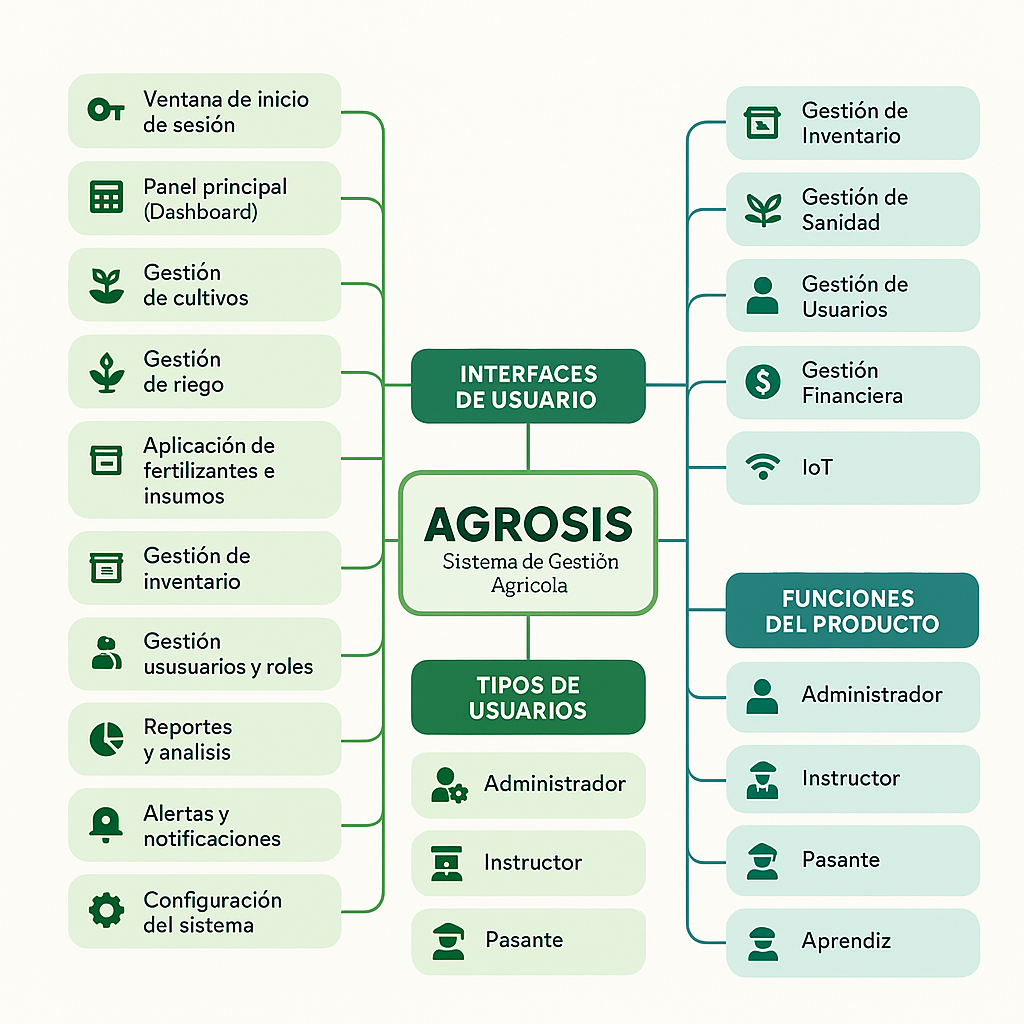 Ventana de inicio
de sesión
Panel principal
(Dashboard)
Gestión
de cultivos
Gestión
de riego
Aplicación de
fertilizantes e
insumos
Gestión de
inventario
Gestión
ususuarios y roles
Reportes
y analisis
Alertas y
notificaciones
Configuración
del sistema
INTERFACES
DE USUARIO
AGROSIS
Sistema de Gestiòn
Agricola
TIPOS DE
USUARIOS
Administrador
Instructor
Pasante
Gestión de
Inventario
Gestión de
Sanidad
Gestión de
Usuarios
Gestión
Financiera
IoT
FUNCIONES
DEL PRODUCTO
Administrador
Instructor
Pasante
Aprendiz